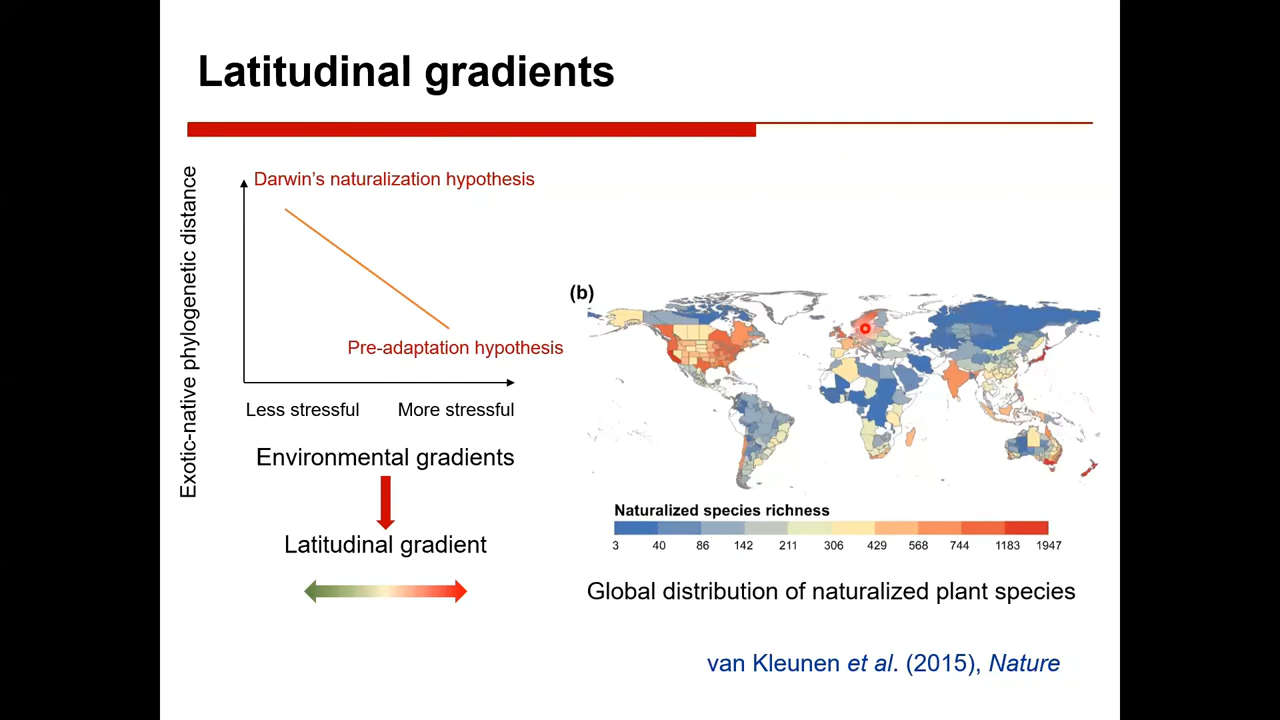 Latitudinal gradients
Exotic-native phylogenetic distance
Darwin's naturalization hypothesis
Pre-adaptation hypothesis
Less stressful
More stressful
Environmental gradients
Latitudinal gradient
(b)
Naturalized species richness
3 40 86 142 211 306 429 568 744 1183 1947
Global distribution of naturalized plant species
van Kleunen et al. (2015), Nature